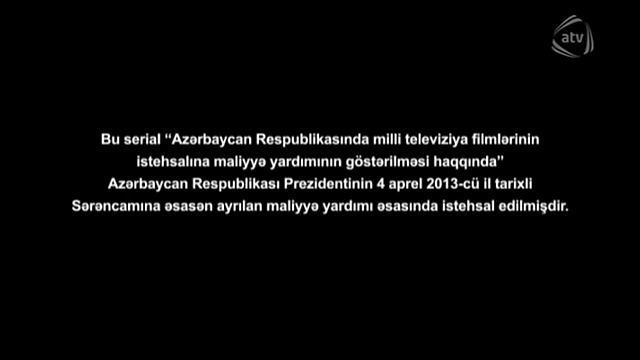 atv
Bu serial “Azərbaycan Respublikasında milli televiziya filmlərinin
istehsalına maliyyə yardımının göstərilməsi haqqında”
Azərbaycan Respublikası Prezidentinin 4 aprel 2013-cü il tarixli
Sərəncamına əsasən ayrılan maliyyə yardımı əsasında istehsal edilmişdir.